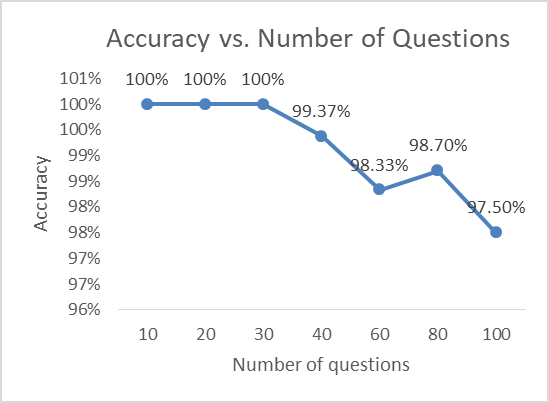 Accuracy vs. Number of Questions
101%
100%
100%
99%
99%
98%
98%
97%
97%
96%
Accuracy
100% 100% 100%
99.37%
98.33%
98.70%
97.50%
10 20 30 40 60 80 100
Number of questions